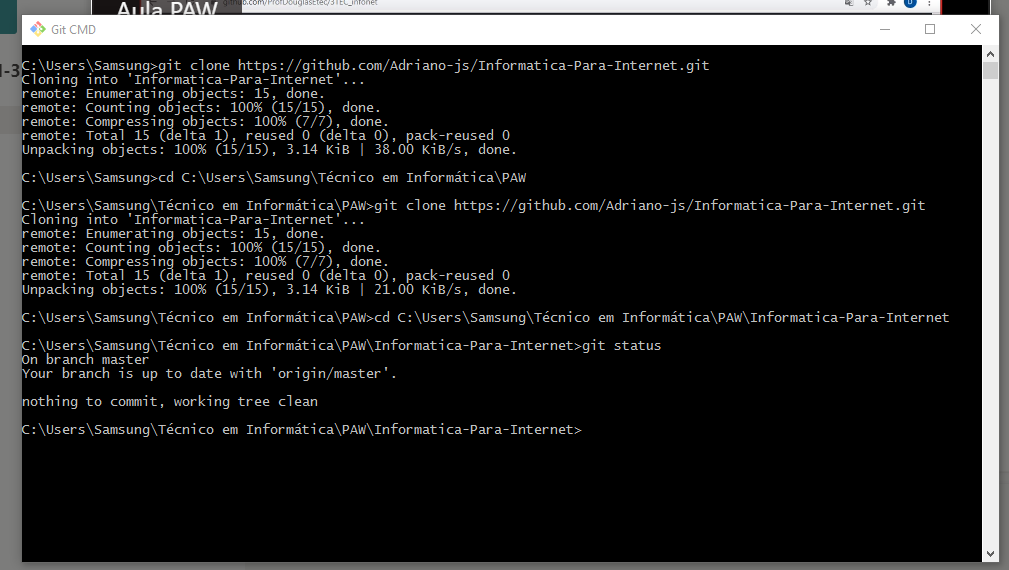 Aula PAW
github.com/ProfDouglasEtec/3TEC_infonet
Git CMD
C:\Users\Samsung>git clone https://github.com/Adriano-js/Informatica-Para-Internet.git
Cloning into 'Informatica-Para-Internet'...
remote: Enumerating objects: 15, done.
remote: Counting objects: 100% (15/15), done.
remote: Compressing objects: 100% (7/7), done.
remote: Total 15 (delta 1), reused 0 (delta 0), pack-reused 0
Unpacking objects: 100% (15/15), 3.14 KiB | 38.00 KiB/s, done.
C:\Users\Samsung>cd C:\Users\Samsung\Técnico em Informática\PAW
C:\Users\Samsung\Técnico em Informática\PAW>git clone https://github.com/Adriano-js/Informatica-Para-Internet.git
Cloning into 'Informatica-Para-Internet'...
remote: Enumerating objects: 15, done.
remote: Counting objects: 100% (15/15), done.
remote: Compressing objects: 100% (7/7), done.
remote: Total 15 (delta 1), reused 0 (delta 0), pack-reused 0
Unpacking objects: 100% (15/15), 3.14 KiB | 21.00 KiB/s, done.
C:\Users\Samsung\Técnico em Informática\PAW>cd C:\Users\Samsung\Técnico em Informática\PAW\Informatica-Para-Internet
C:\Users\Samsung\Técnico em Informática\PAW\Informatica-Para-Internet>git status
On branch master
Your branch is up to date with 'origin/master'.
nothing to commit, working tree clean
C:\Users\Samsung\Técnico em Informática\PAW\Informatica-Para-Internet>